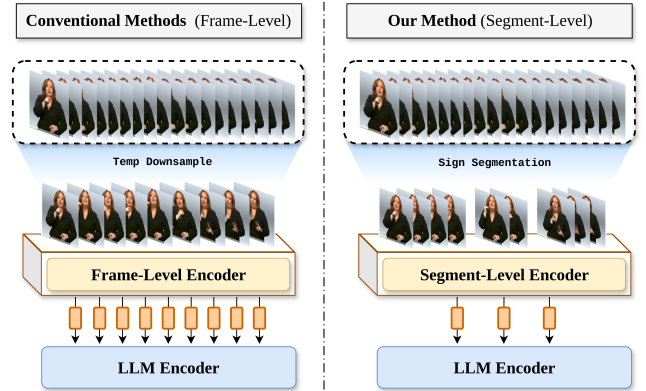 Conventional Methods (Frame-Level)
Temp Downsample
Frame-Level Encoder
LLM Encoder
Our Method (Segment-Level)
Sign Segmentation
Segment-Level Encoder
LLM Encoder